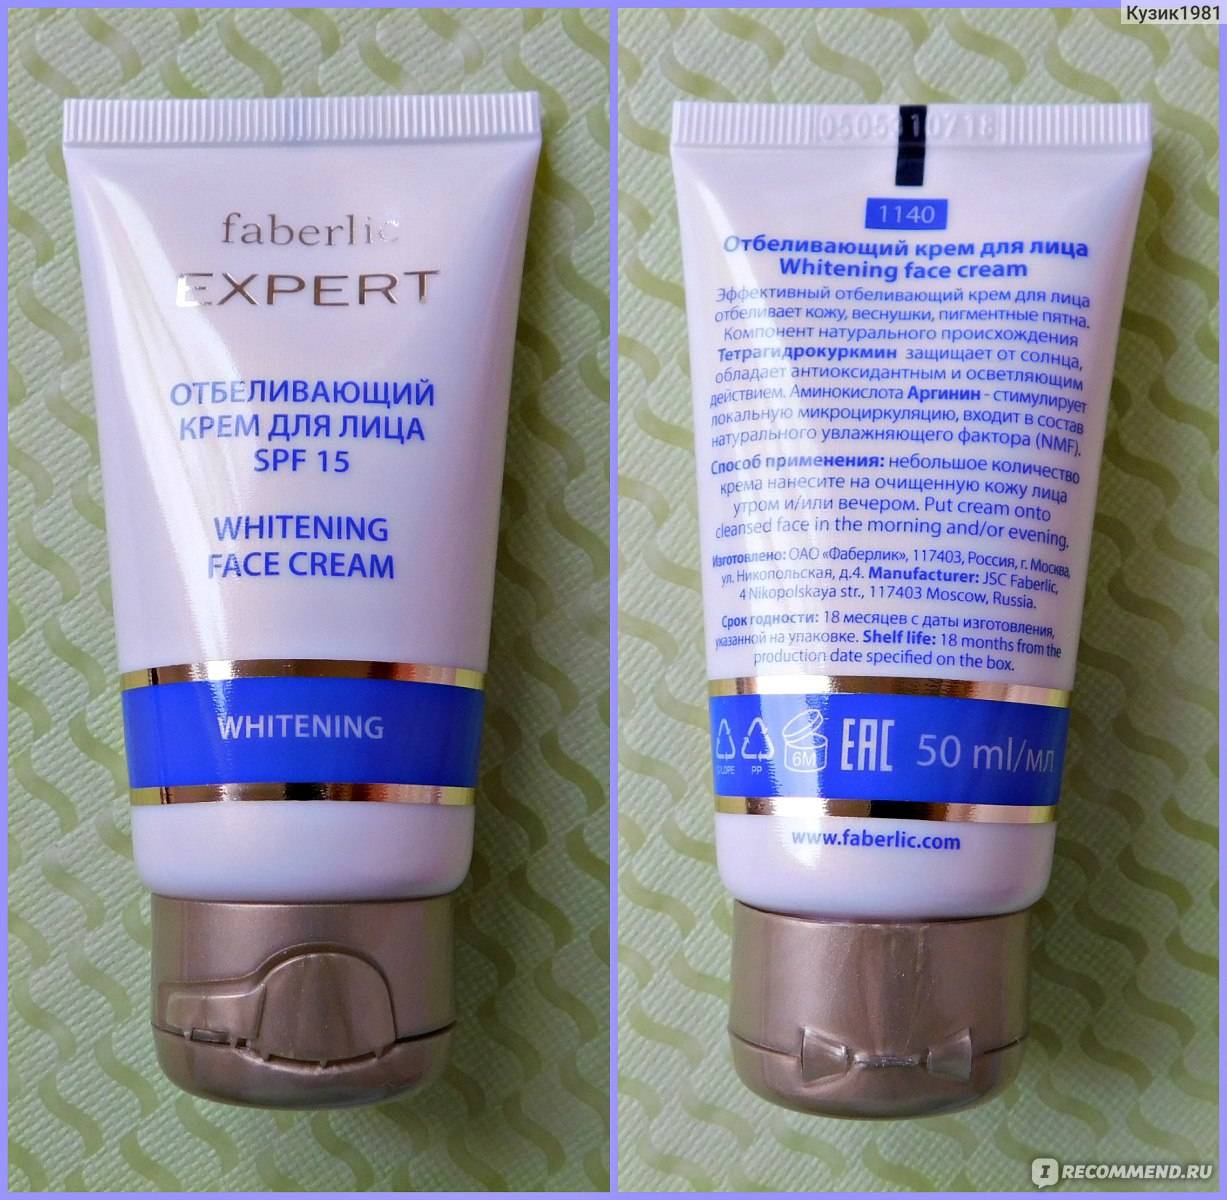 Кузик1981
faberlic
EXPERT
ОТБЕЛИВАЮЩИЙ
КРЕМ ДЛЯ ЛИЦА
SPF 15
WHITENING
FACE CREAM
WHITENING
1140
Отбеливающий крем для лица
Whitening face cream
Эффективный отбеливающий крем для лица
отбеливает кожу, веснушки, пигментные пятна.
Компонент натурального происхождения
Тетрагидрокуркмин защищает от солнца,
обладает антиоксидантным и осветляющим
действием. Аминокислота Аргинин - стимулирует
локальную микроциркуляцию, входит в состав
натурального увлажняющего фактора (NMF).
Способ применения: небольшое количество
крема нанесите на очищенную кожу лица
утром и/или вечером. Put cream onto
cleansed face in the morning and/or evening.
Изготовлено: ОАО «Фаберлик», 117403, Россия, г. Москва,
ул. Никопольская, д.4. Manufacturer: JSC Faberlic,
4 Nikopolskaya str., 117403 Moscow, Russia.
Срок годности: 18 месяцев с даты изготовления,
указанной на упаковке. Shelf life: 18 months from the
production date specified on the box.
PP 6M EAC 50 ml/мл
www.faberlic.com
IRECOMMEND.RU